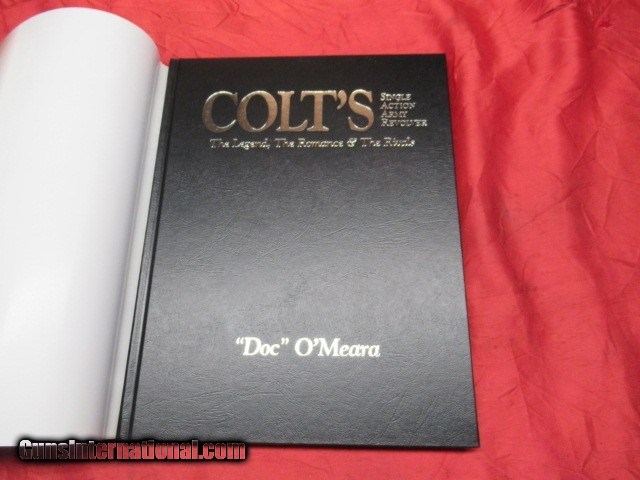 COLT'S
SINGLE
ACTION
ARMY
REVOLVER
The Legend, The Romance & The Rivals
"Doc" O'Meara
GunsInternational.com